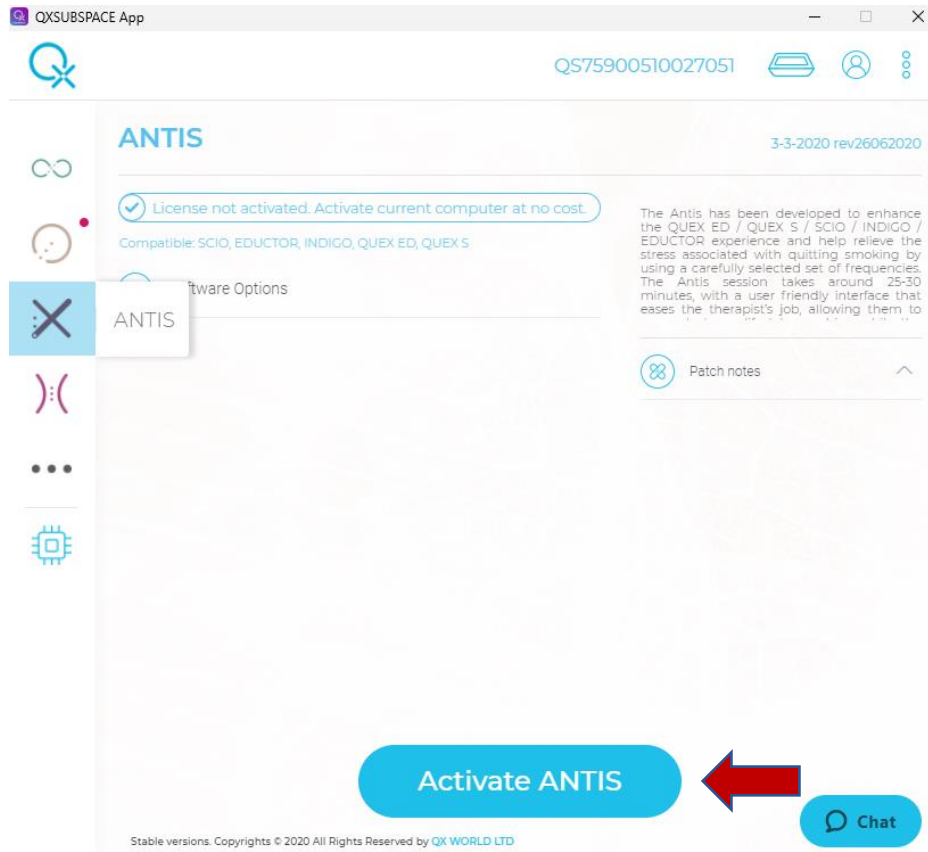 QXSUBSPACE App
QS75900510027051
ANTIS
3-3-2020 rev26062020
License not activated. Activate current computer at no cost.
Compatible: SCIO, EDUCTOR, INDIGO, QUEX ED, QUEX S
ftware Options
ANTIS
The Antis has been developed to enhance
the QUEX ED / QUEX S / SCIO / INDIGO /
EDUCTOR experience and help relieve the
stress associated with quitting smoking by
using a carefully selected set of frequencies.
The Antis session takes around 25-30
minutes, with a user friendly interface that
eases the therapist's job, allowing them to
Patch notes
Activate ANTIS
Chat
Stable versions. Copyrights © 2020 All Rights Reserved by QX WORLD LTD